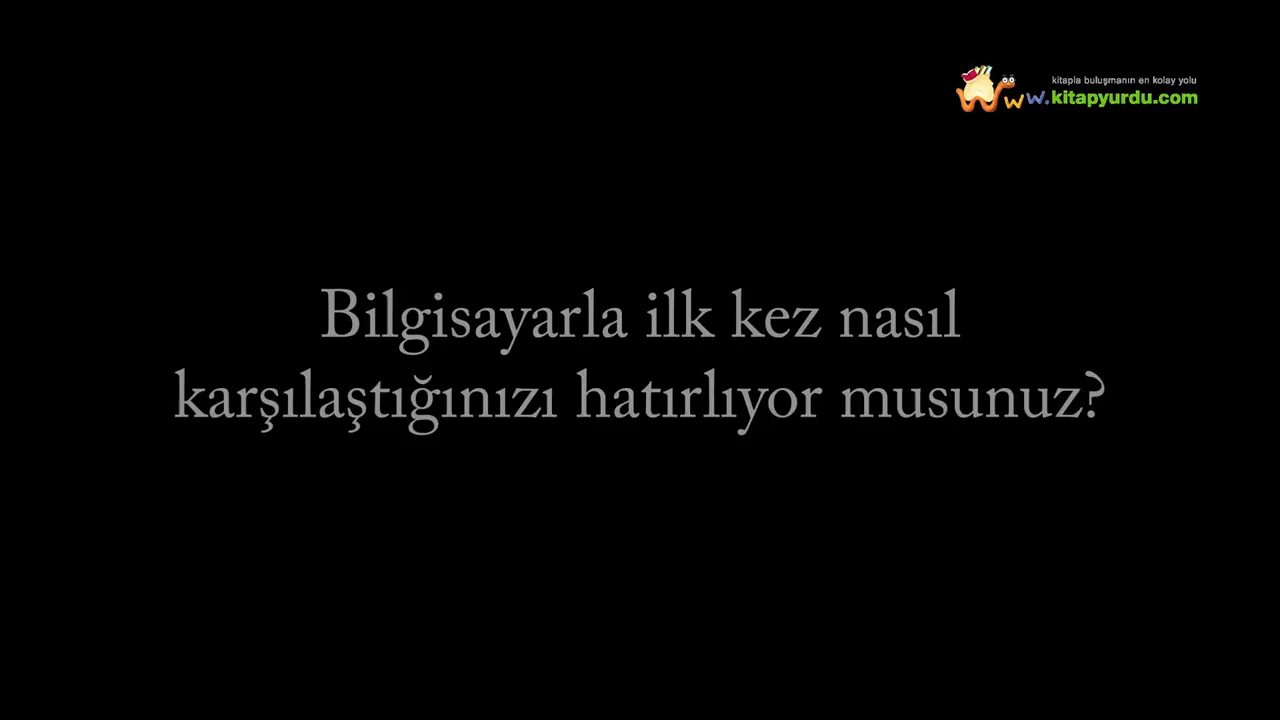 kitapla buluşmanın en kolay yolu
www.kitapyurdu.com
Bilgisayarla ilk kez nasıl
karşılaştığınızı hatırlıyor musunuz?